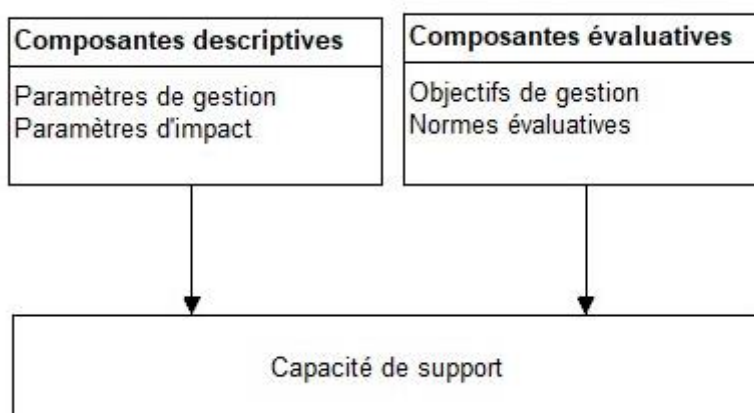 Composantes descriptives
Paramètres de gestion
Paramètres d'impact
Composantes évaluatives
Objectifs de gestion
Normes évaluatives
Capacité de support